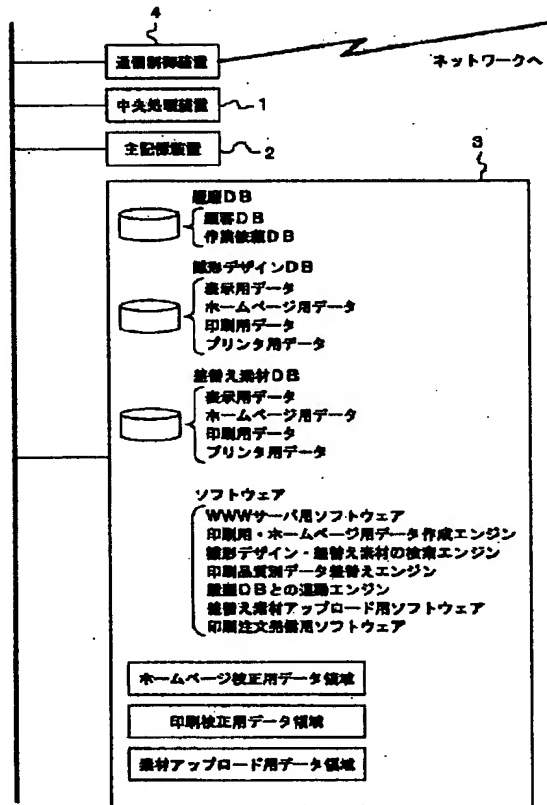 4
通信制御装置
ネットワークへ
中央処理装置
1
主記憶装置
2
3
DB
顧客DB
作業依頼DB
雛形デザインDB
表示用データ
ホームページ用データ
印刷用データ
プリンタ用データ
差替え素材DB
表示用データ
ホームページ用データ
印刷用データ
プリンタ用データ
ソフトウェア
WWWサーバ用ソフトウェア
印刷用・ホームページ用データ作成エンジン
雛形デザイン・差替え素材の検索エンジン
印刷品質別データ差替えエンジン
DBとの連動エンジン
差替え素材アップロード用ソフトウェア
印刷注文発信用ソフトウェア
ホームページ校正用データ領域
印刷校正用データ領域
素材アップロード用データ領域